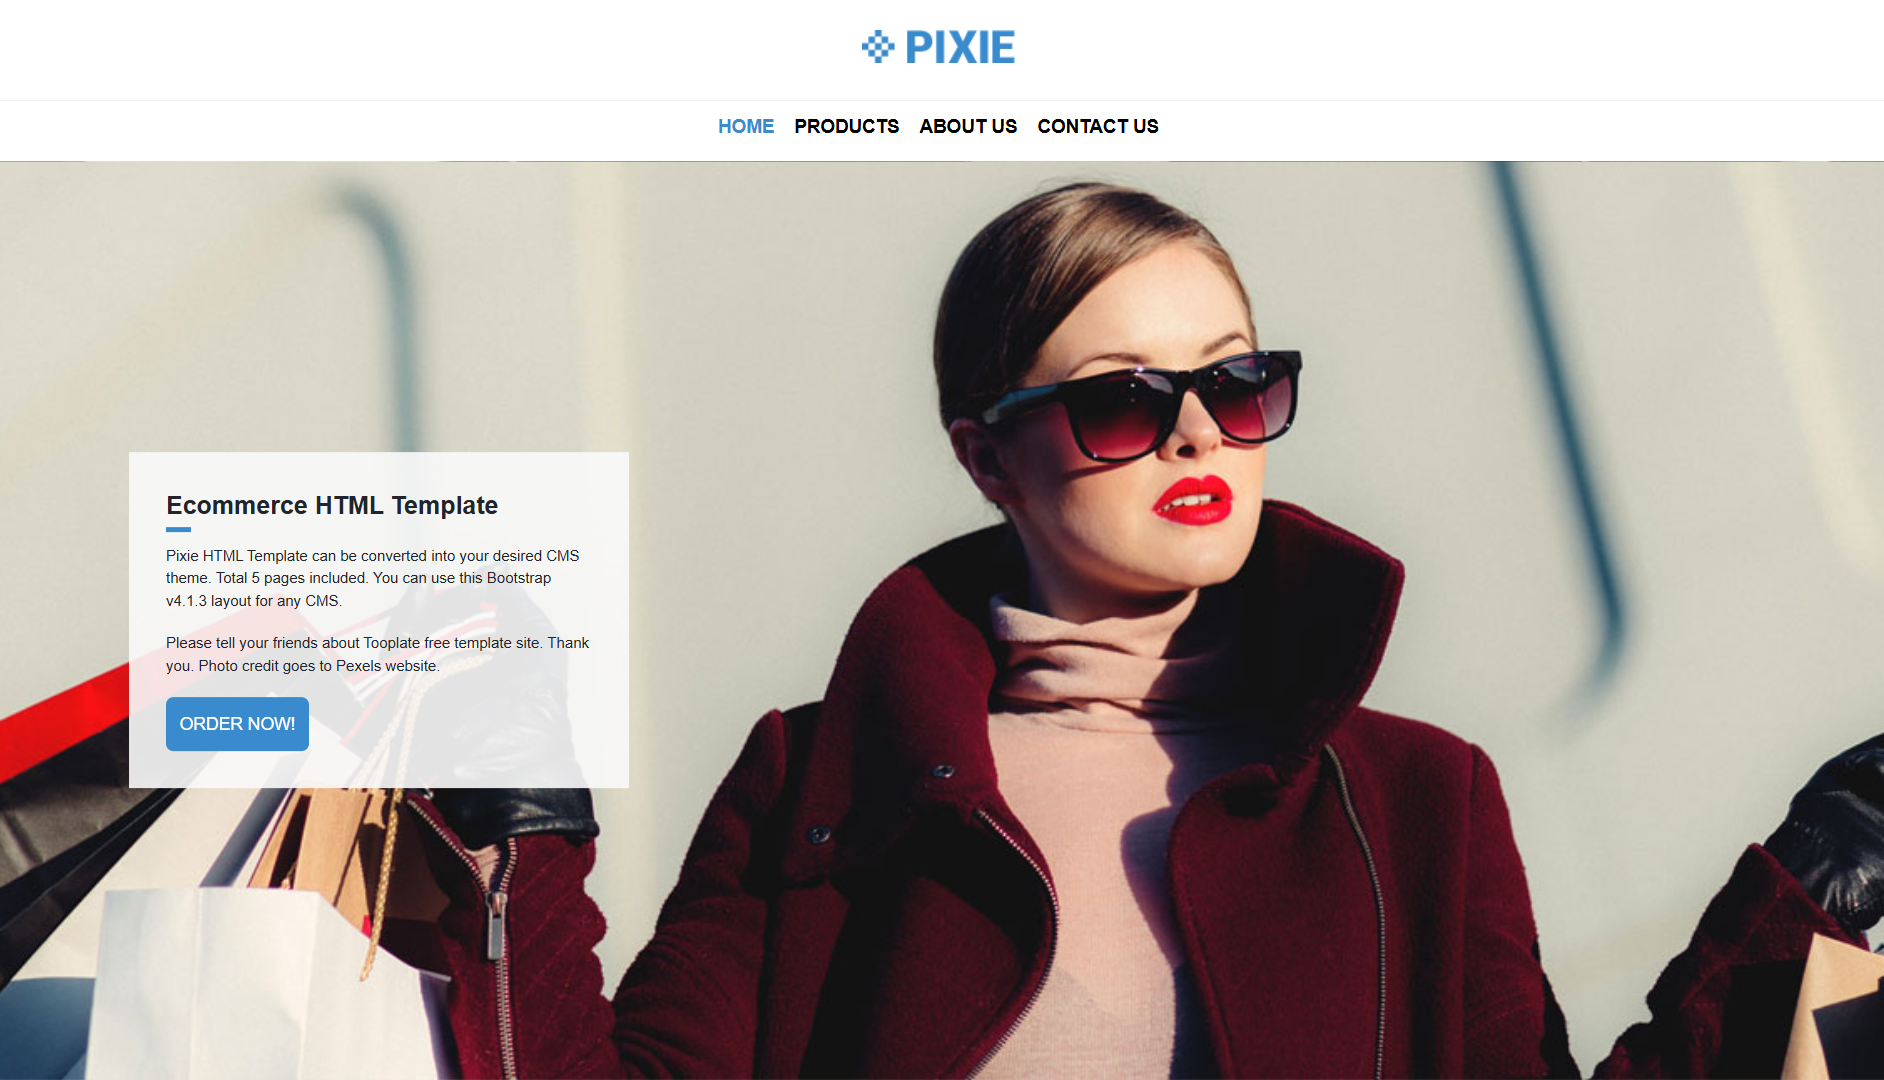 PIXIE
HOME PRODUCTS ABOUT US CONTACT US
Ecommerce HTML Template
Pixie HTML Template can be converted into your desired CMS
theme. Total 5 pages included. You can use this Bootstrap
v4.1.3 layout for any CMS.
Please tell your friends about Tooplate free template site. Thank
you. Photo credit goes to Pexels website.
ORDER NOW!